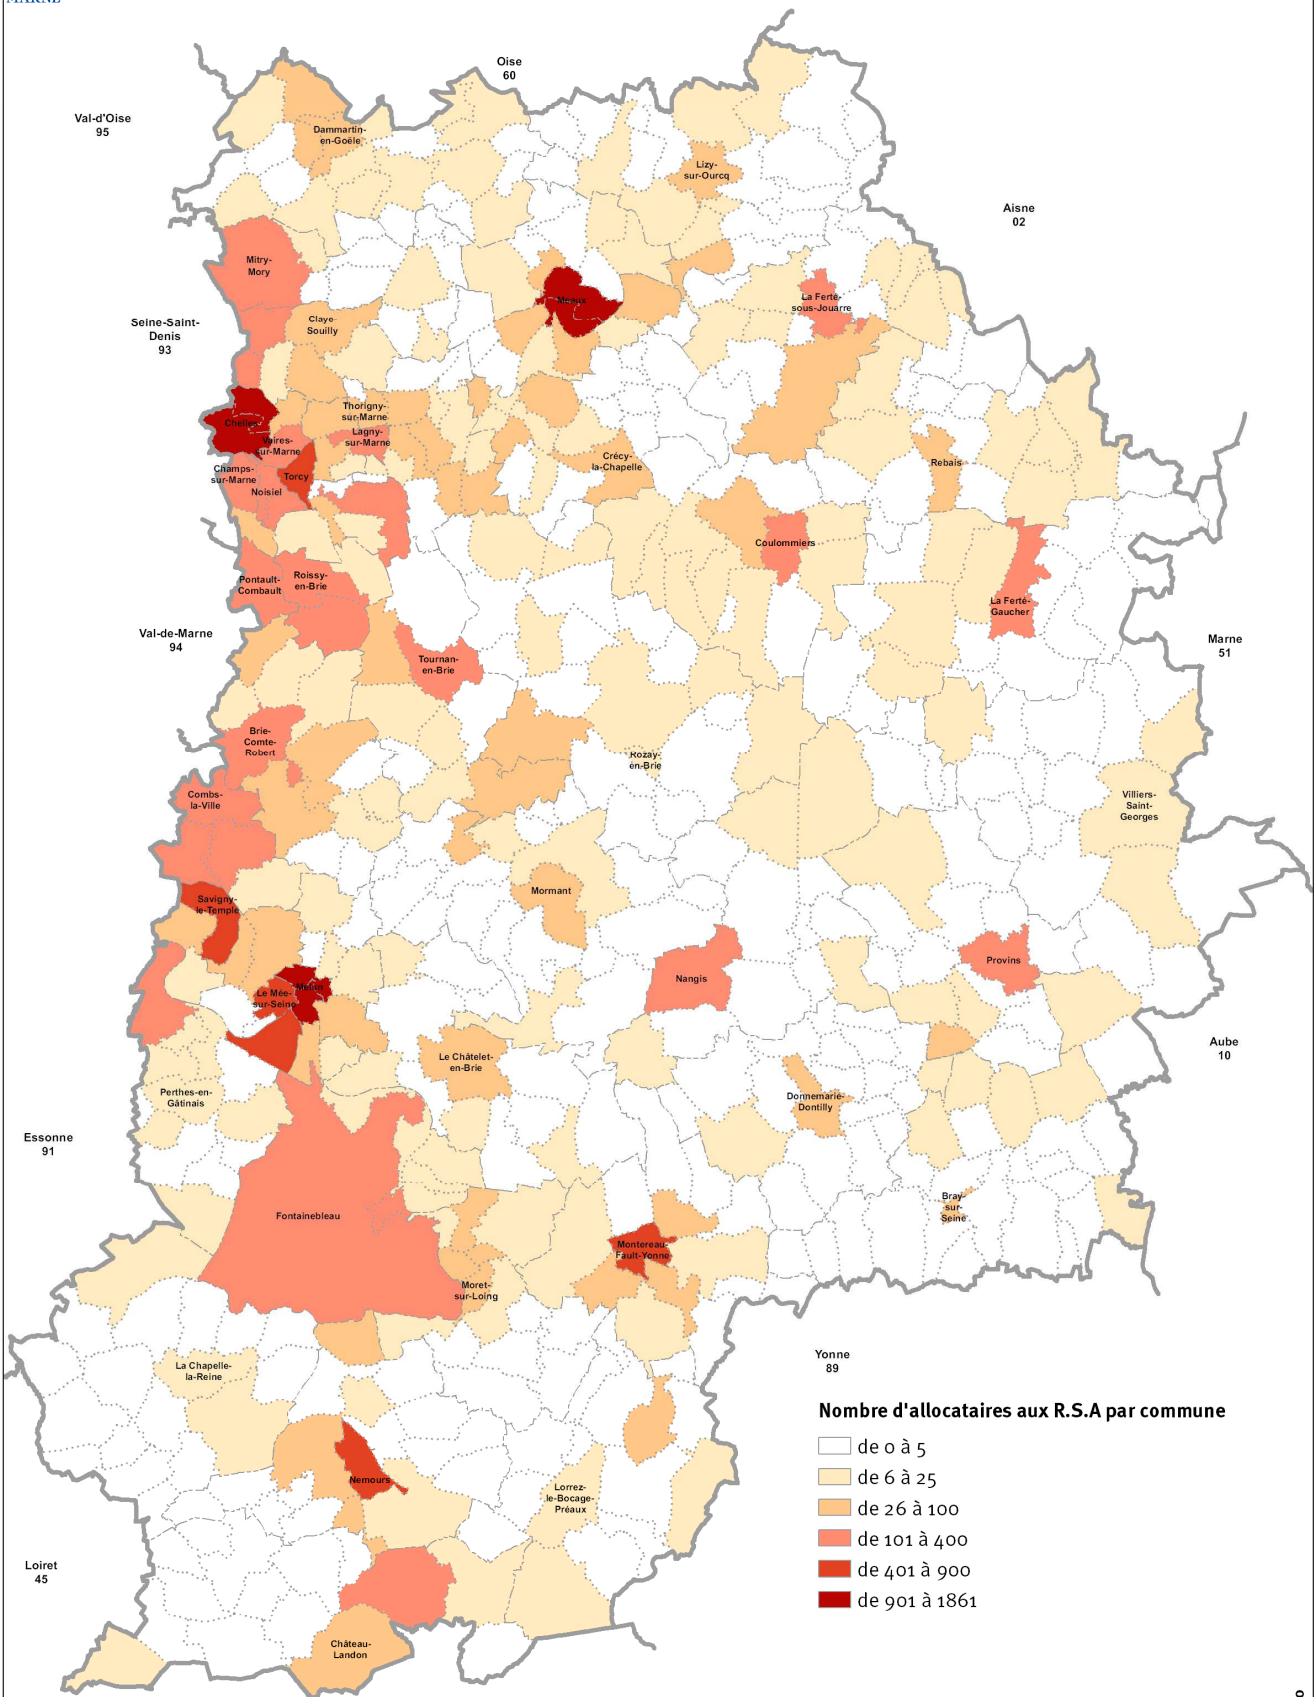 MARNE
Oise
60
Val-d'Oise
95
Dammartin-
en-Goële
Lizy-
sur-Ourcq
Aisne
02
Mitry-
Mory
Meaux
La Ferté-
sous-Jouarre
Seine-Saint-
Denis
93
Claye-
Souilly
Thorigny-
sur-Marne
Chelles
Lagny-
sur-Marne
Vaires-
sur-Marne
Crécy-
la-Chapelle
Rebais
Champs-
sur-Marne
Torcy
Noisiel
Coulommiers
Pontault-
Combault
Roissy-
en-Brie
La Ferté-
Gaucher
Val-de-Marne
94
Marne
51
Tournan-
en-Brie
Brie-
Comte-
Robert
Rozay-
en-Brie
Combs-
la-Ville
Villiers-
Saint-
Georges
Mormant
Savigny-
le-Temple
Provins
Nangis
Le Mée-
sur-Seine
Melun
Aube
10
Le Châtelet-
en-Brie
Perthes-en-
Gâtinais
Donnemarie-
Dontilly
Essonne
91
Bray-
sur-
Seine
Fontainebleau
Montereau-
Fault-Yonne
Moret-
sur-Loing
Yonne
89
La Chapelle-
la-Reine
Nombre d'allocataires aux R.S.A par commune
de 0 à 5
de 6 à 25
de 26 à 100
de 101 à 400
de 401 à 900
de 901 à 1861
Nemours
Lorrez-
le-Bocage-
Préaux
Loiret
45
Château-
Landon